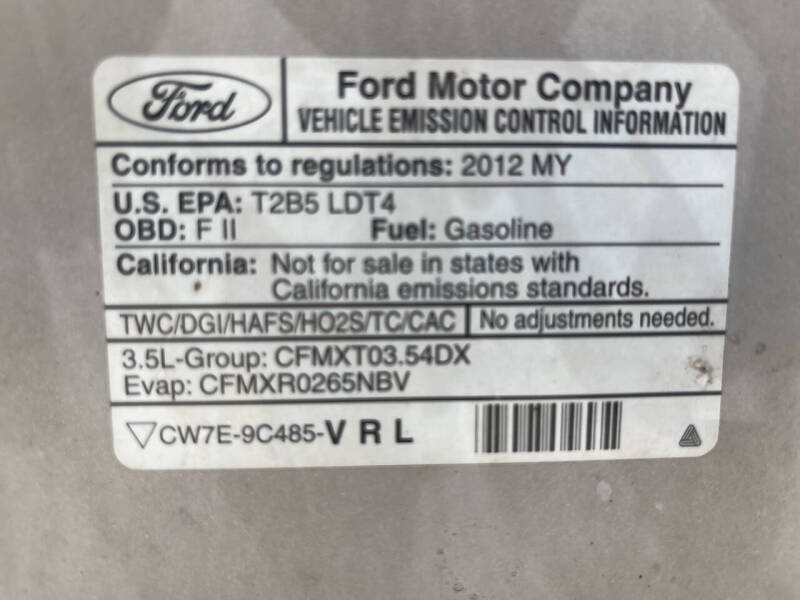 Ford
Ford Motor Company
VEHICLE EMISSION CONTROL INFORMATION
Conforms to regulations: 2012 MY
U.S. EPA: T2B5 LDT4
OBD: F II Fuel: Gasoline
California: Not for sale in states with
California emissions standards.
TWC/DGI/HAFS/HO2S/TC/CAC No adjustments needed.
3.5L-Group: CFMXT03.54DX
Evap: CFMXR0265NBV
CW7E-9C485-V R L